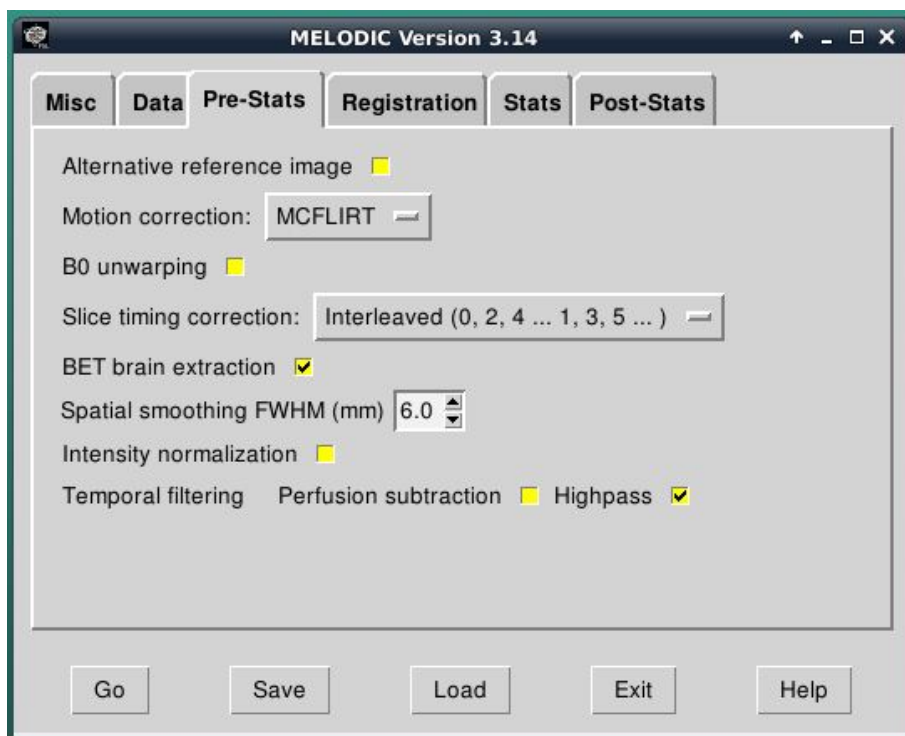 MELODIC Version 3.14
Misc Data Pre-Stats Registration Stats Post-Stats
Alternative reference image
Motion correction: MCFLIRT
B0 unwarping
Slice timing correction: Interleaved (0, 2, 4 ... 1, 3, 5 ... )
BET brain extraction
Spatial smoothing FWHM (mm) 6.0
Intensity normalization
Temporal filtering Perfusion subtraction Highpass
Go Save Load Exit Help